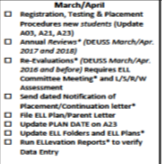 March/April
Registration, Testing & Placement
Procedures new students (Update
A03, A21, A23)
Annual Reviews* (DEUSS March/Apr.
2017 and 2018)
Re-Evaluations* (DEUSS March/Apr.
2016 and before) Requires ELL
Committee Meeting* and L/S/R/W
Assessment
Send dated Notification of
Placement/Continuation letter*
File ELL Plan/Parent Letter
Update PLAN DATE on A23
Update ELL Folders and ELL Plans*
Run ELLevation Reports* to verify
Data Entry